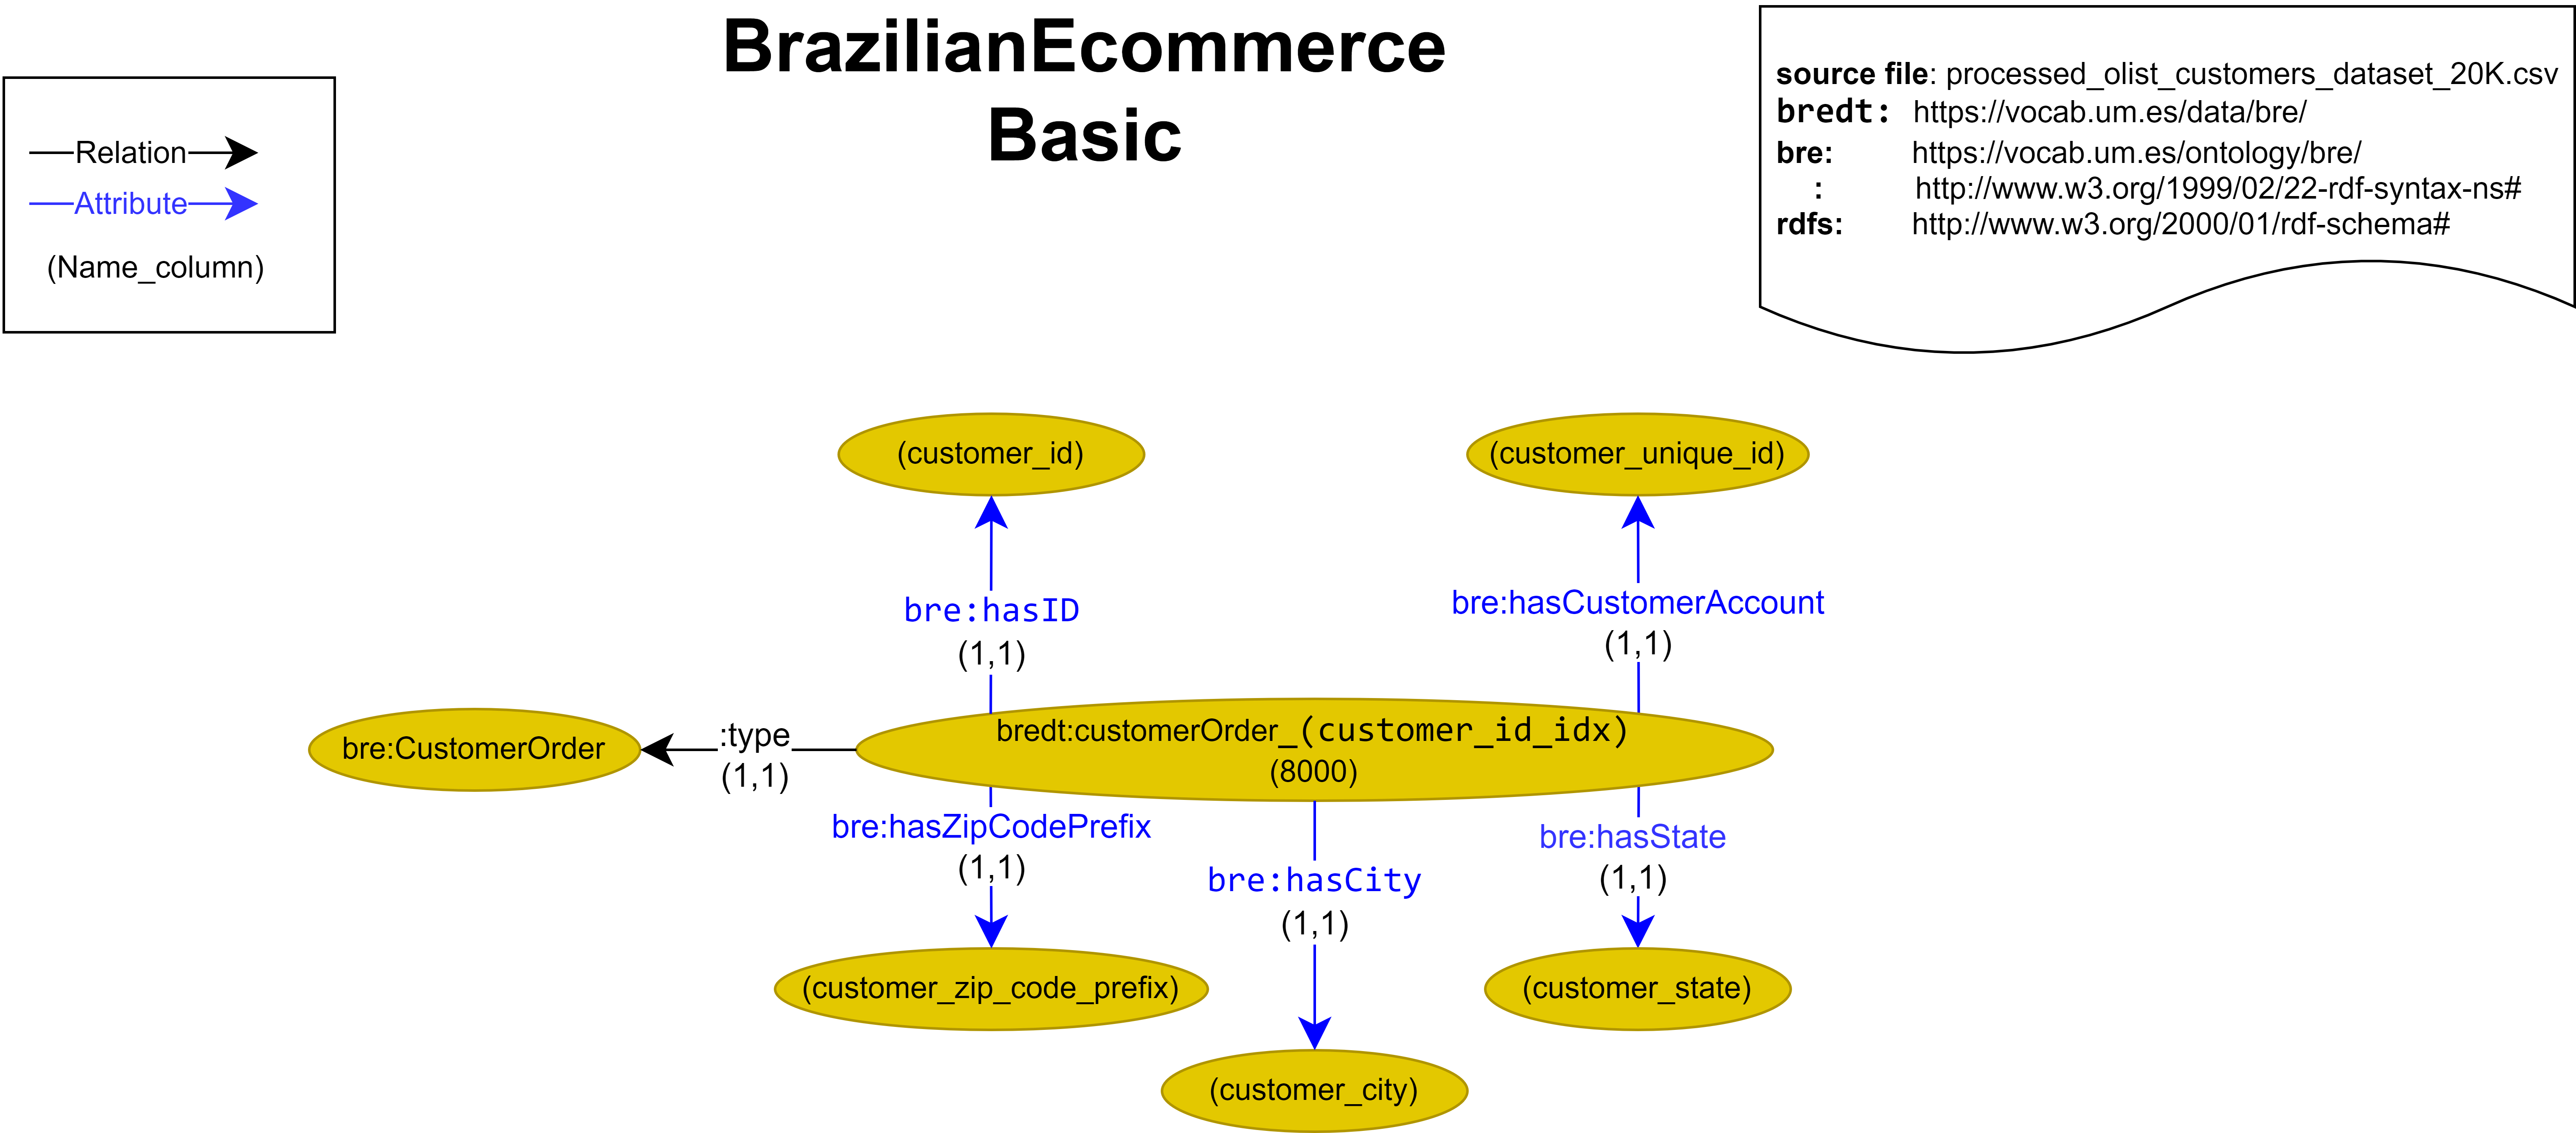 BrazilianEcommerce
Basic
Relation
Attribute
(Name_column)
source file: processed_olist_customers_dataset_20K.csv
bredt: https://vocab.um.es/data/bre/
bre: https://vocab.um.es/ontology/bre/
: http://www.w3.org/1999/02/22-rdf-syntax-ns#
rdfs: http://www.w3.org/2000/01/rdf-schema#
(customer_id)
(customer_unique_id)
bre:hasID
(1,1)
bre:hasCustomerAccount
(1,1)
bre:CustomerOrder
:type
(1,1)
bredt:customerOrder_(customer_id_idx)
(8000)
bre:hasZipCodePrefix
(1,1)
bre:hasCity
(1,1)
bre:hasState
(1,1)
(customer_zip_code_prefix)
(customer_state)
(customer_city)